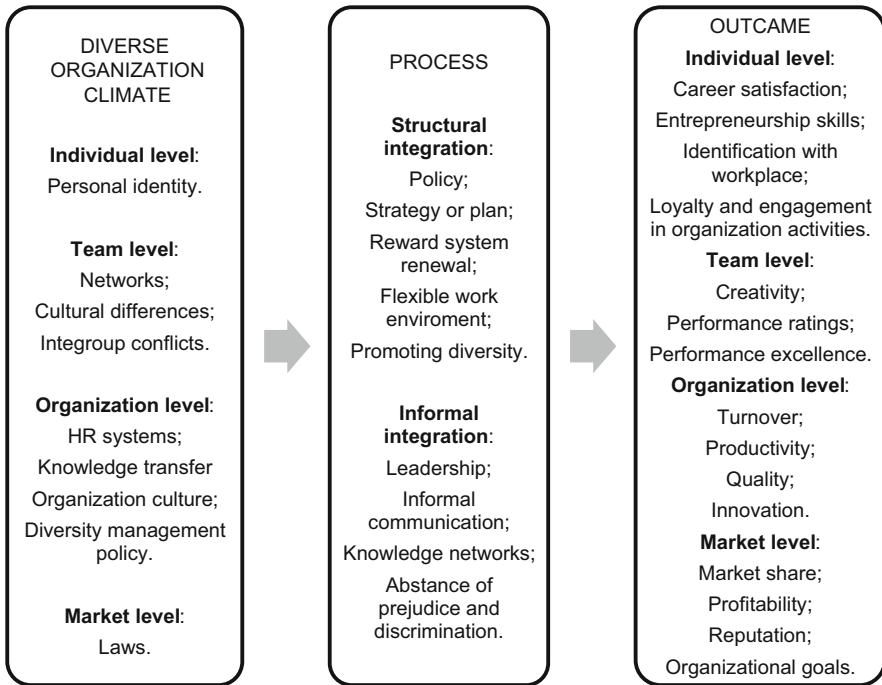 DIVERSE
ORGANIZATION
CLIMATE
Individual level:
Personal identity.
Team level:
Networks;
Cultural differences;
Integroup conflicts.
Organization level:
HR systems;
Knowledge transfer
Organization culture;
Diversity management
policy.
Market level:
Laws.
PROCESS
Structural
integration:
Policy;
Strategy or plan;
Reward system
renewal;
Flexible work
enviroment;
Promoting diversity.
Informal
integration:
Leadership;
Informal
communication;
Knowledge networks;
Abstance of
prejudice and
discrimination.
OUTCOME
Individual level:
Career satisfaction;
Entrepreneurship skills;
Identification with
workplace;
Loyalty and engagement
in organization activities.
Team level:
Creativity;
Performance ratings;
Performance excellence.
Organization level:
Turnover;
Productivity;
Quality;
Innovation.
Market level:
Market share;
Profitability;
Reputation;
Organizational goals.